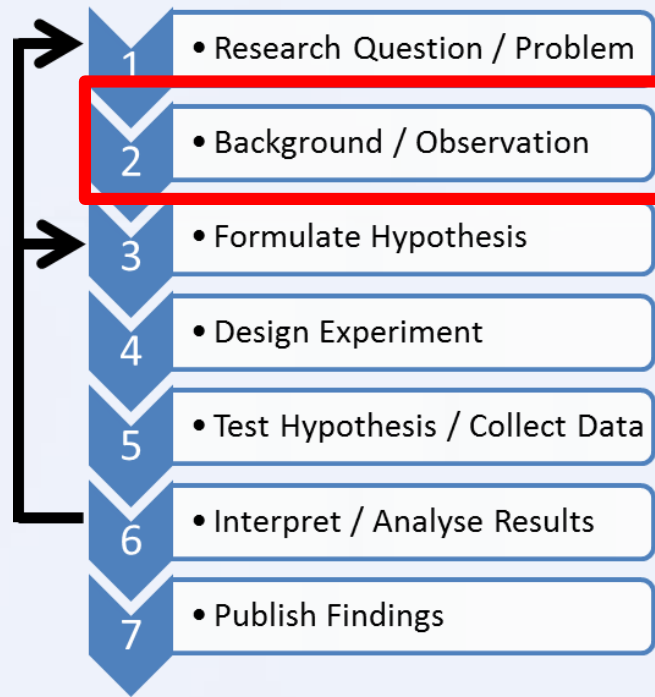 1 • Research Question / Problem
2 • Background / Observation
3 • Formulate Hypothesis
4 • Design Experiment
5 • Test Hypothesis / Collect Data
6 • Interpret / Analyse Results
7 • Publish Findings